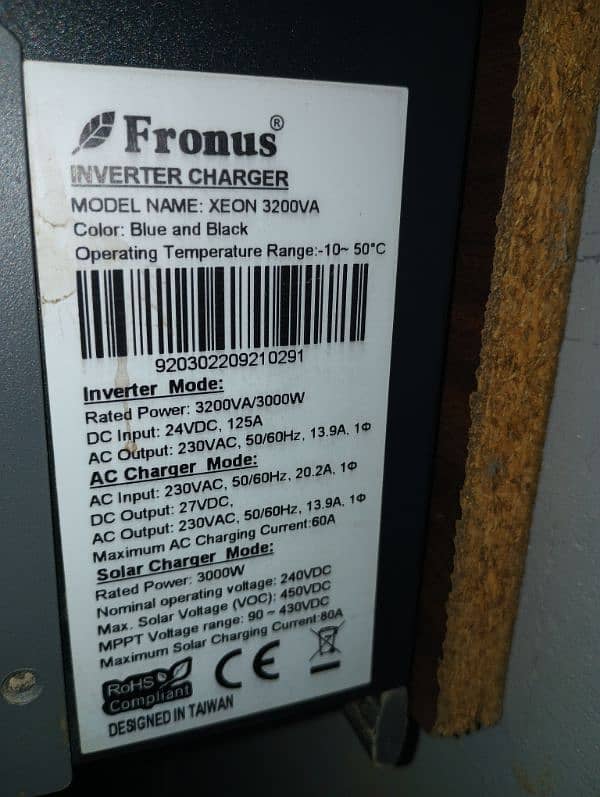 Fronus®
INVERTER CHARGER
MODEL NAME: XEON 3200VA
Color: Blue and Black
Operating Temperature Range:-10~ 50°C
920302209210291
Inverter Mode:
Rated Power: 3200VA/3000W
DC Input: 24VDC, 125A
AC Output: 230VAC, 50/60Hz, 13.9A, 1Φ
AC Charger Mode:
AC Input: 230VAC, 50/60Hz, 20.2A, 1Φ
DC Output: 27VDC,
AC Output: 230VAC, 50/60Hz, 13.9A, 1Φ
Maximum AC Charging Current:60A
Solar Charger Mode:
Rated Power: 3000W
Nominal operating voltage: 240VDC
Max. Solar Voltage (VOC): 450VDC
MPPT Voltage range: 90 ~ 430VDC
Maximum Solar Charging Current:80A
RoHS
Compliant
CE
DESIGNED IN TAIWAN